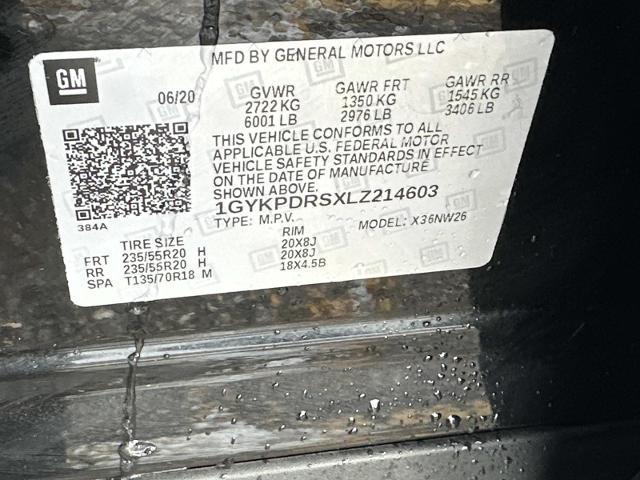 MFD BY GENERAL MOTORS LLC
GM
06/20
GVWR GAWR FRT GAWR RR
2722 KG 1350 KG 1545 KG
6001 LB 2976 LB 3406 LB
THIS VEHICLE CONFORMS TO ALL
APPLICABLE U.S. FEDERAL MOTOR
VEHICLE SAFETY STANDARDS IN EFFECT
ON THE DATE OF MANUFACTURE
SHOWN ABOVE.
1GYKPDRSXLZ214603
TYPE: M.P.V. MODEL: X36NW26
384A
TIRE SIZE RIM
FRT 235/55R20 H 20X8J
RR 235/55R20 H 20X8J
SPA T135/70R18 M 18X4.5B